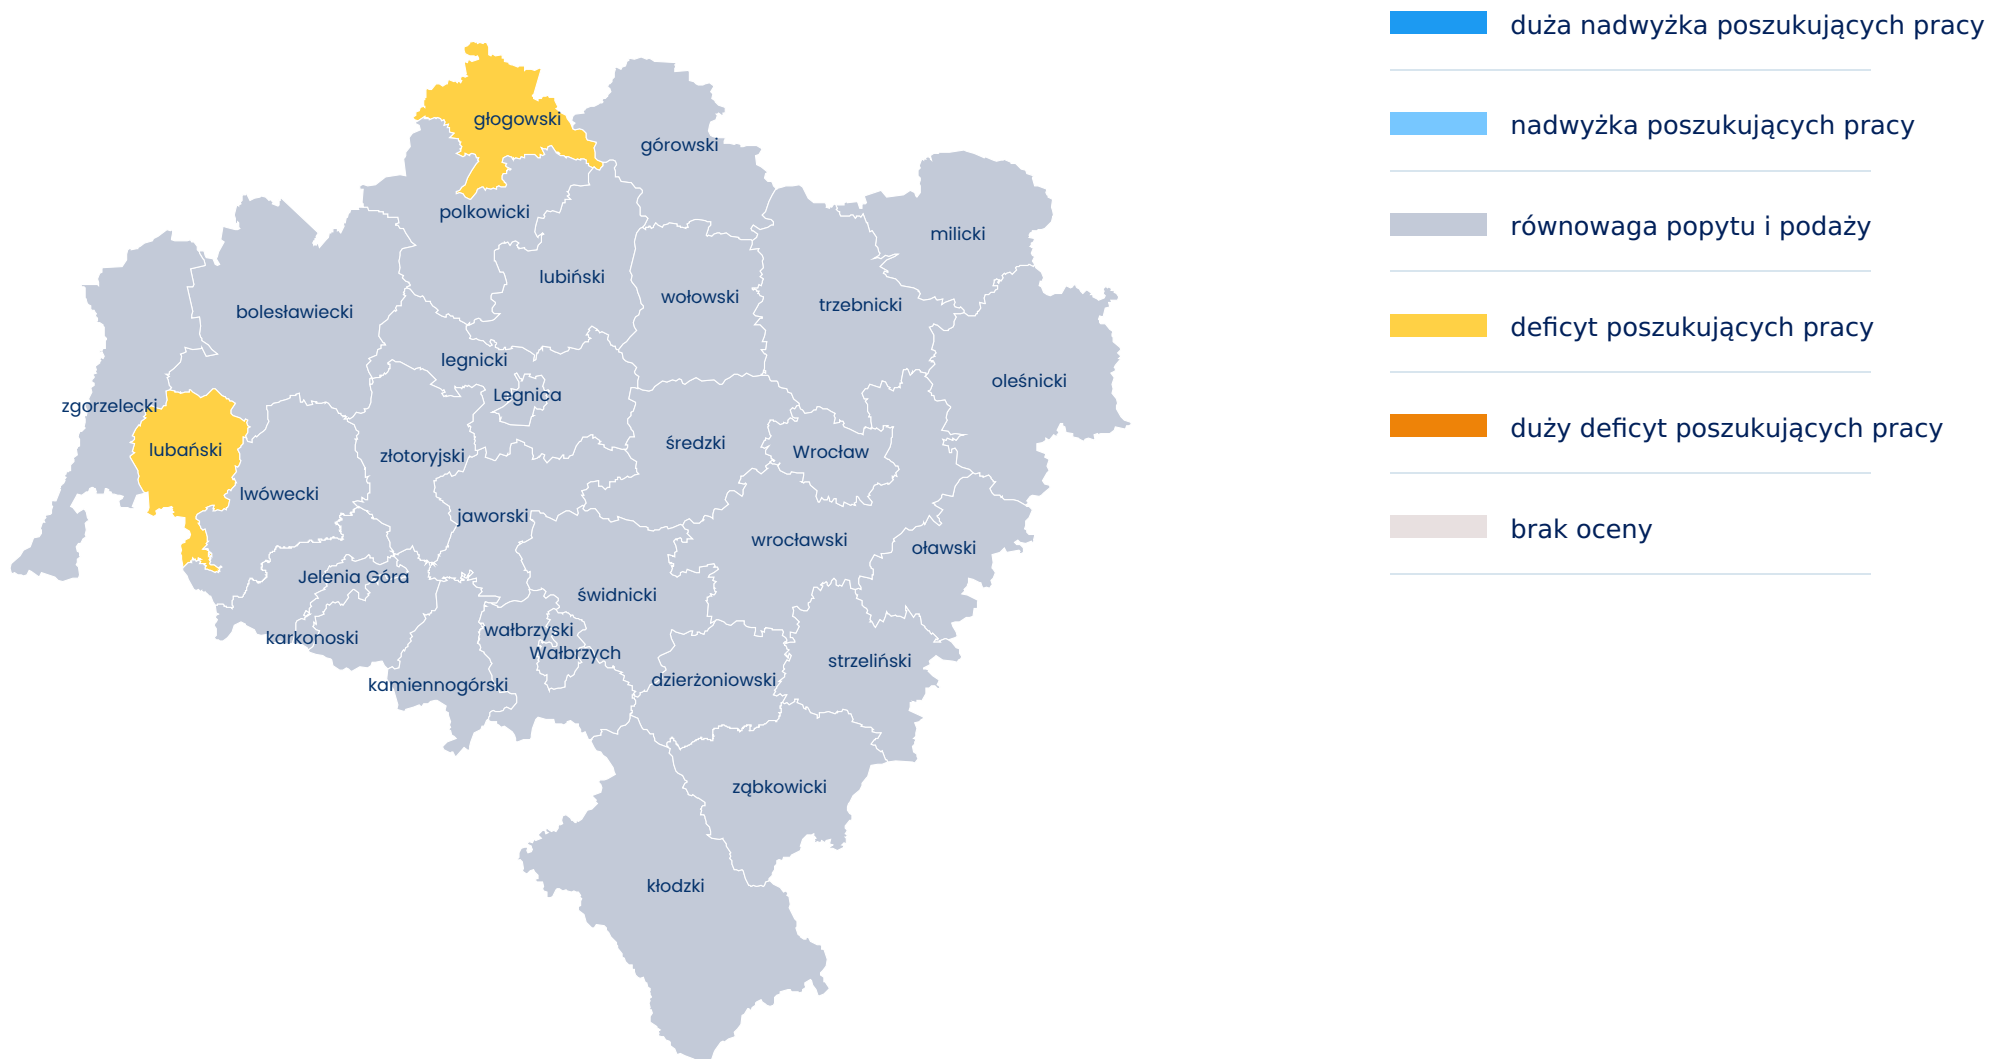 głogowski
górowski
polkowicki
milicki
lubiński
wołowski
trzebnicki
bolesławiecki
legnicki
oleśnicki
Legnica
zgorzelecki
średzki
lubański
Wrocław
złotoryjski
lwówecki
jaworski
wrocławski
oławski
Jelenia Góra
świdnicki
wałbrzyski
karkonoski
Wałbrzych
strzeliński
dzierżoniowski
kamiennogórski
ząbkowicki
kłodzki
duża nadwyżka poszukujących pracy
nadwyżka poszukujących pracy
równowaga popytu i podaży
deficyt poszukujących pracy
duży deficyt poszukujących pracy
brak oceny